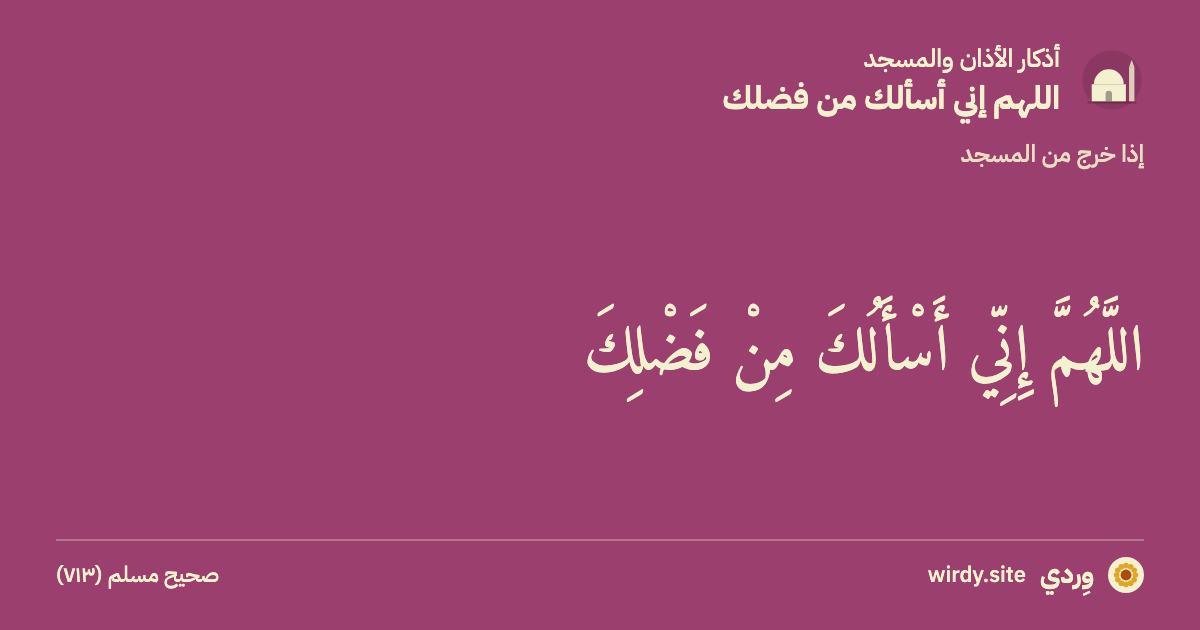 أذكار الأذان والمسجد
اللهم إني أسألك من فضلك
إذا خرج من المسجد
اللَّهُمَّ إِنِّي أَسْأَلُكَ مِنْ فَضْلِكَ
وِردي wirdy.site
صحيح مسلم (٧١٣)